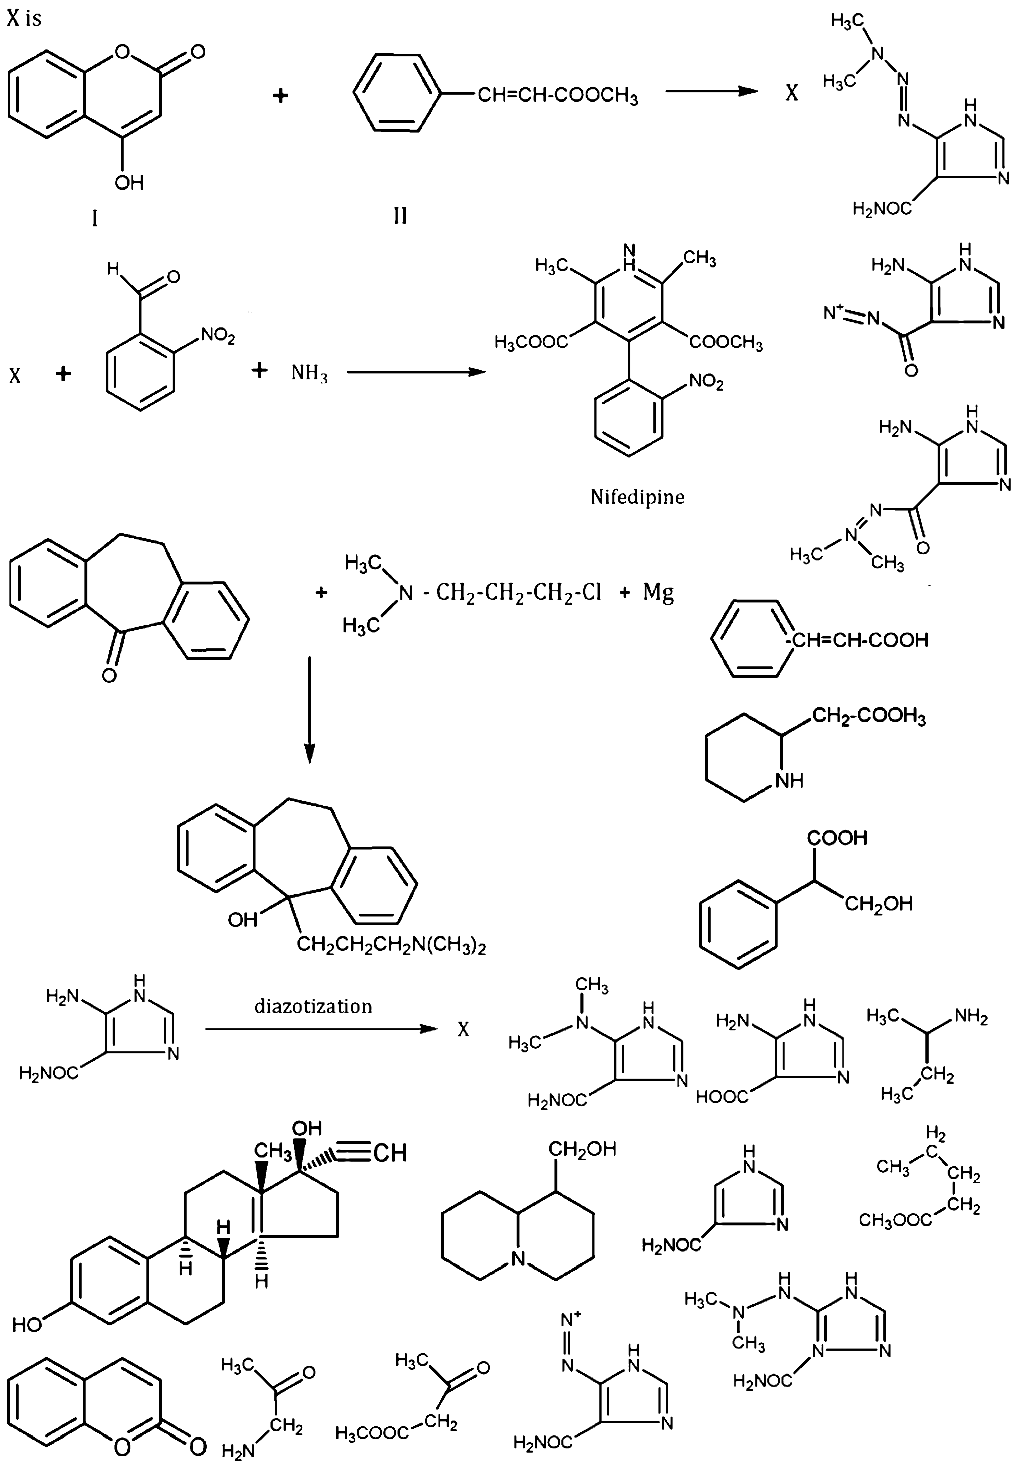 X is
O
O
OH
I
+
CH=CH-COOCH3
II
X
H3C
N
H3C
N
N
H
N
N
H2NOC
X
+
H
O
NO2
+
NH3
N
H
H3C
CH3
CH3OOC
COOCH3
NO2
Nifedipine
H2N
H
N
N
N+
N
O
H2N
H
N
N
N
N
O
H3C
CH3
O
+
H3C
N - CH2-CH2-CH2-Cl + Mg
H3C
CH=CH-COOH
CH2-COOH3
NH
OH
CH2CH2CH2N(CH3)2
COOH
CH2OH
H2N
H
N
N
H2NOC
diazotization
X
CH3
N
H3C
H
N
N
H2NOC
H2N
H
N
N
HOOC
H3C
NH2
CH2
H3C
OH
CH3
CH
H
H
H
HO
CH2OH
N
H
N
N
H2NOC
H2
C
CH3
CH2
CH2
CH3OOC
O
O
H3C
O
CH2
H2N
H3C
O
CH2
H3COOC
N+
N
H
N
N
H2NOC
H3C
N
CH3
H
N
H
N
N
N
H2NOC